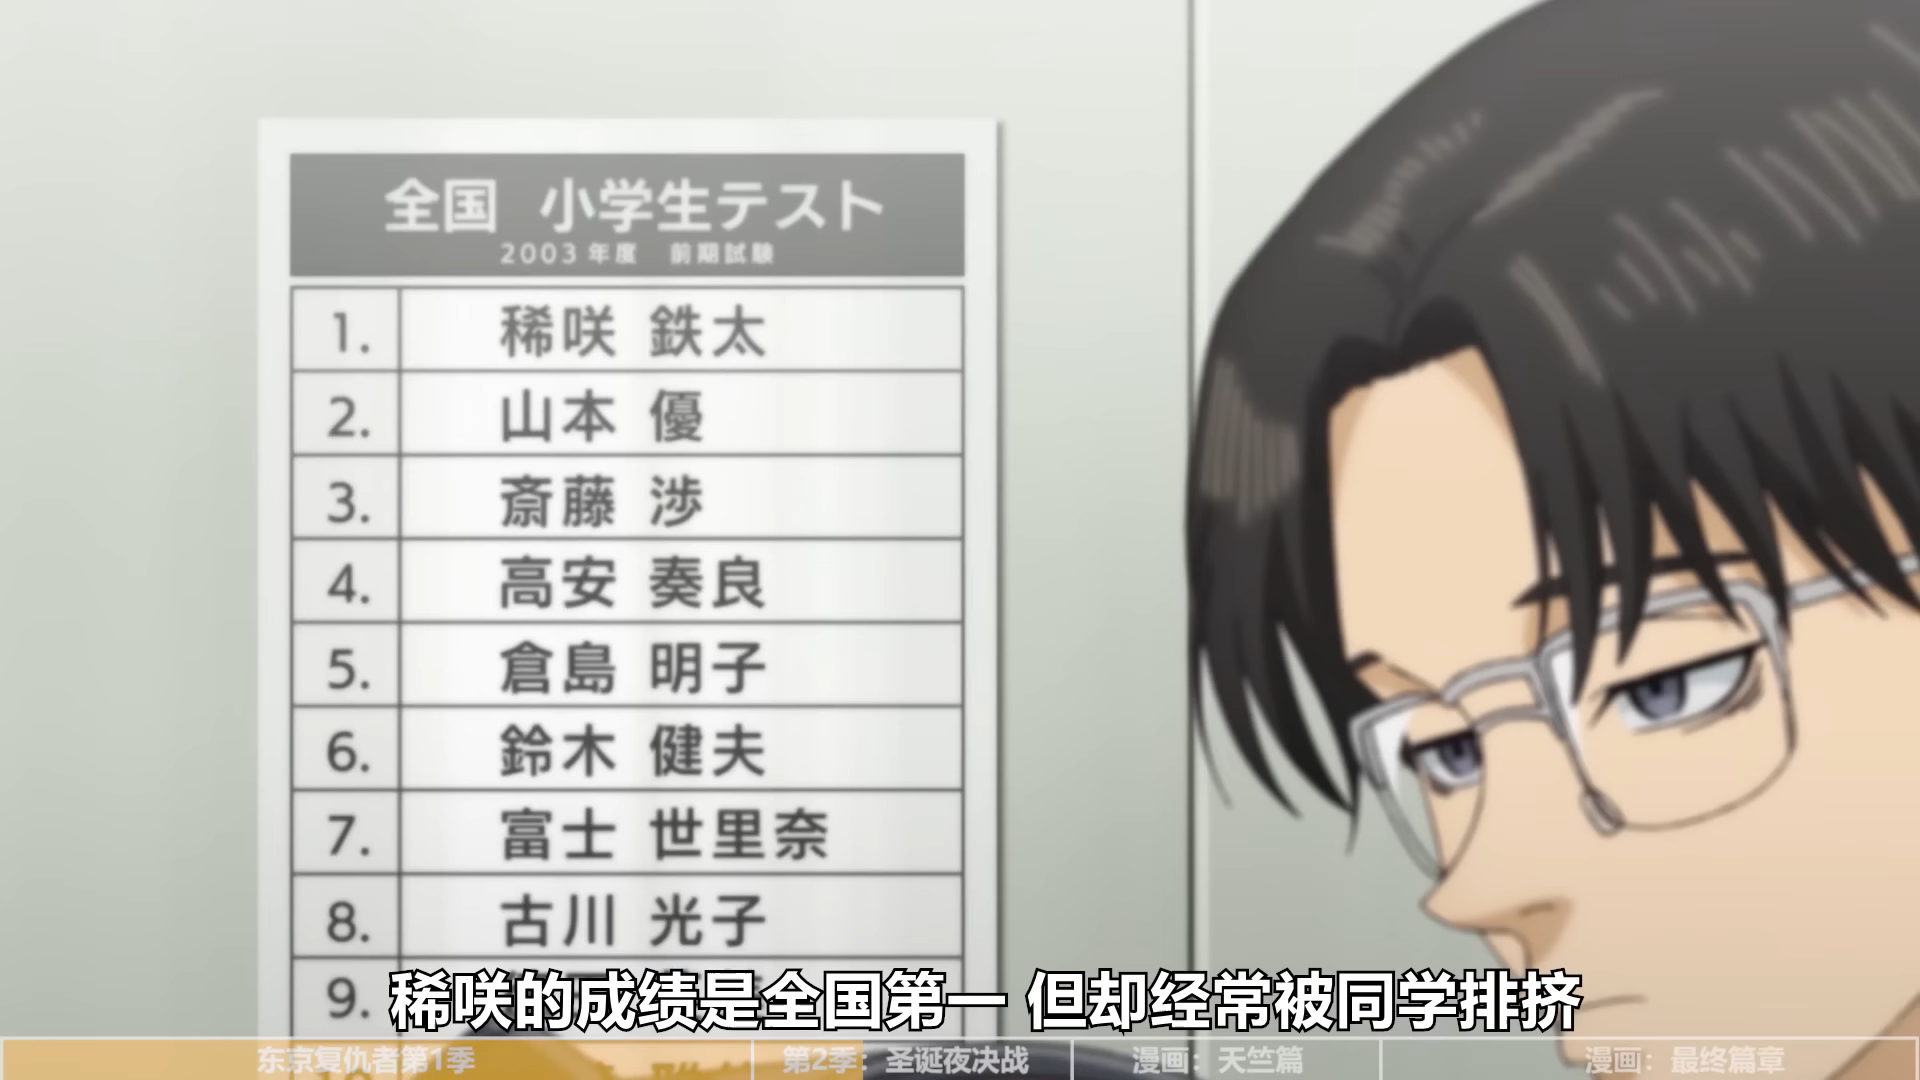 全国 小学生テスト
2003年度 前期試験
1. 稀咲 鉄太
2. 山本 優
3. 斎藤 渉
4. 高安 奏良
5. 倉島 明子
6. 鈴木 健夫
7. 富士 世里奈
8. 古川 光子
9.
稀咲的成绩是全国第一 但却经常被同学排挤
东京复仇者第1季 第2季：圣诞夜决战 漫画：天竺篇 漫画：最终篇章